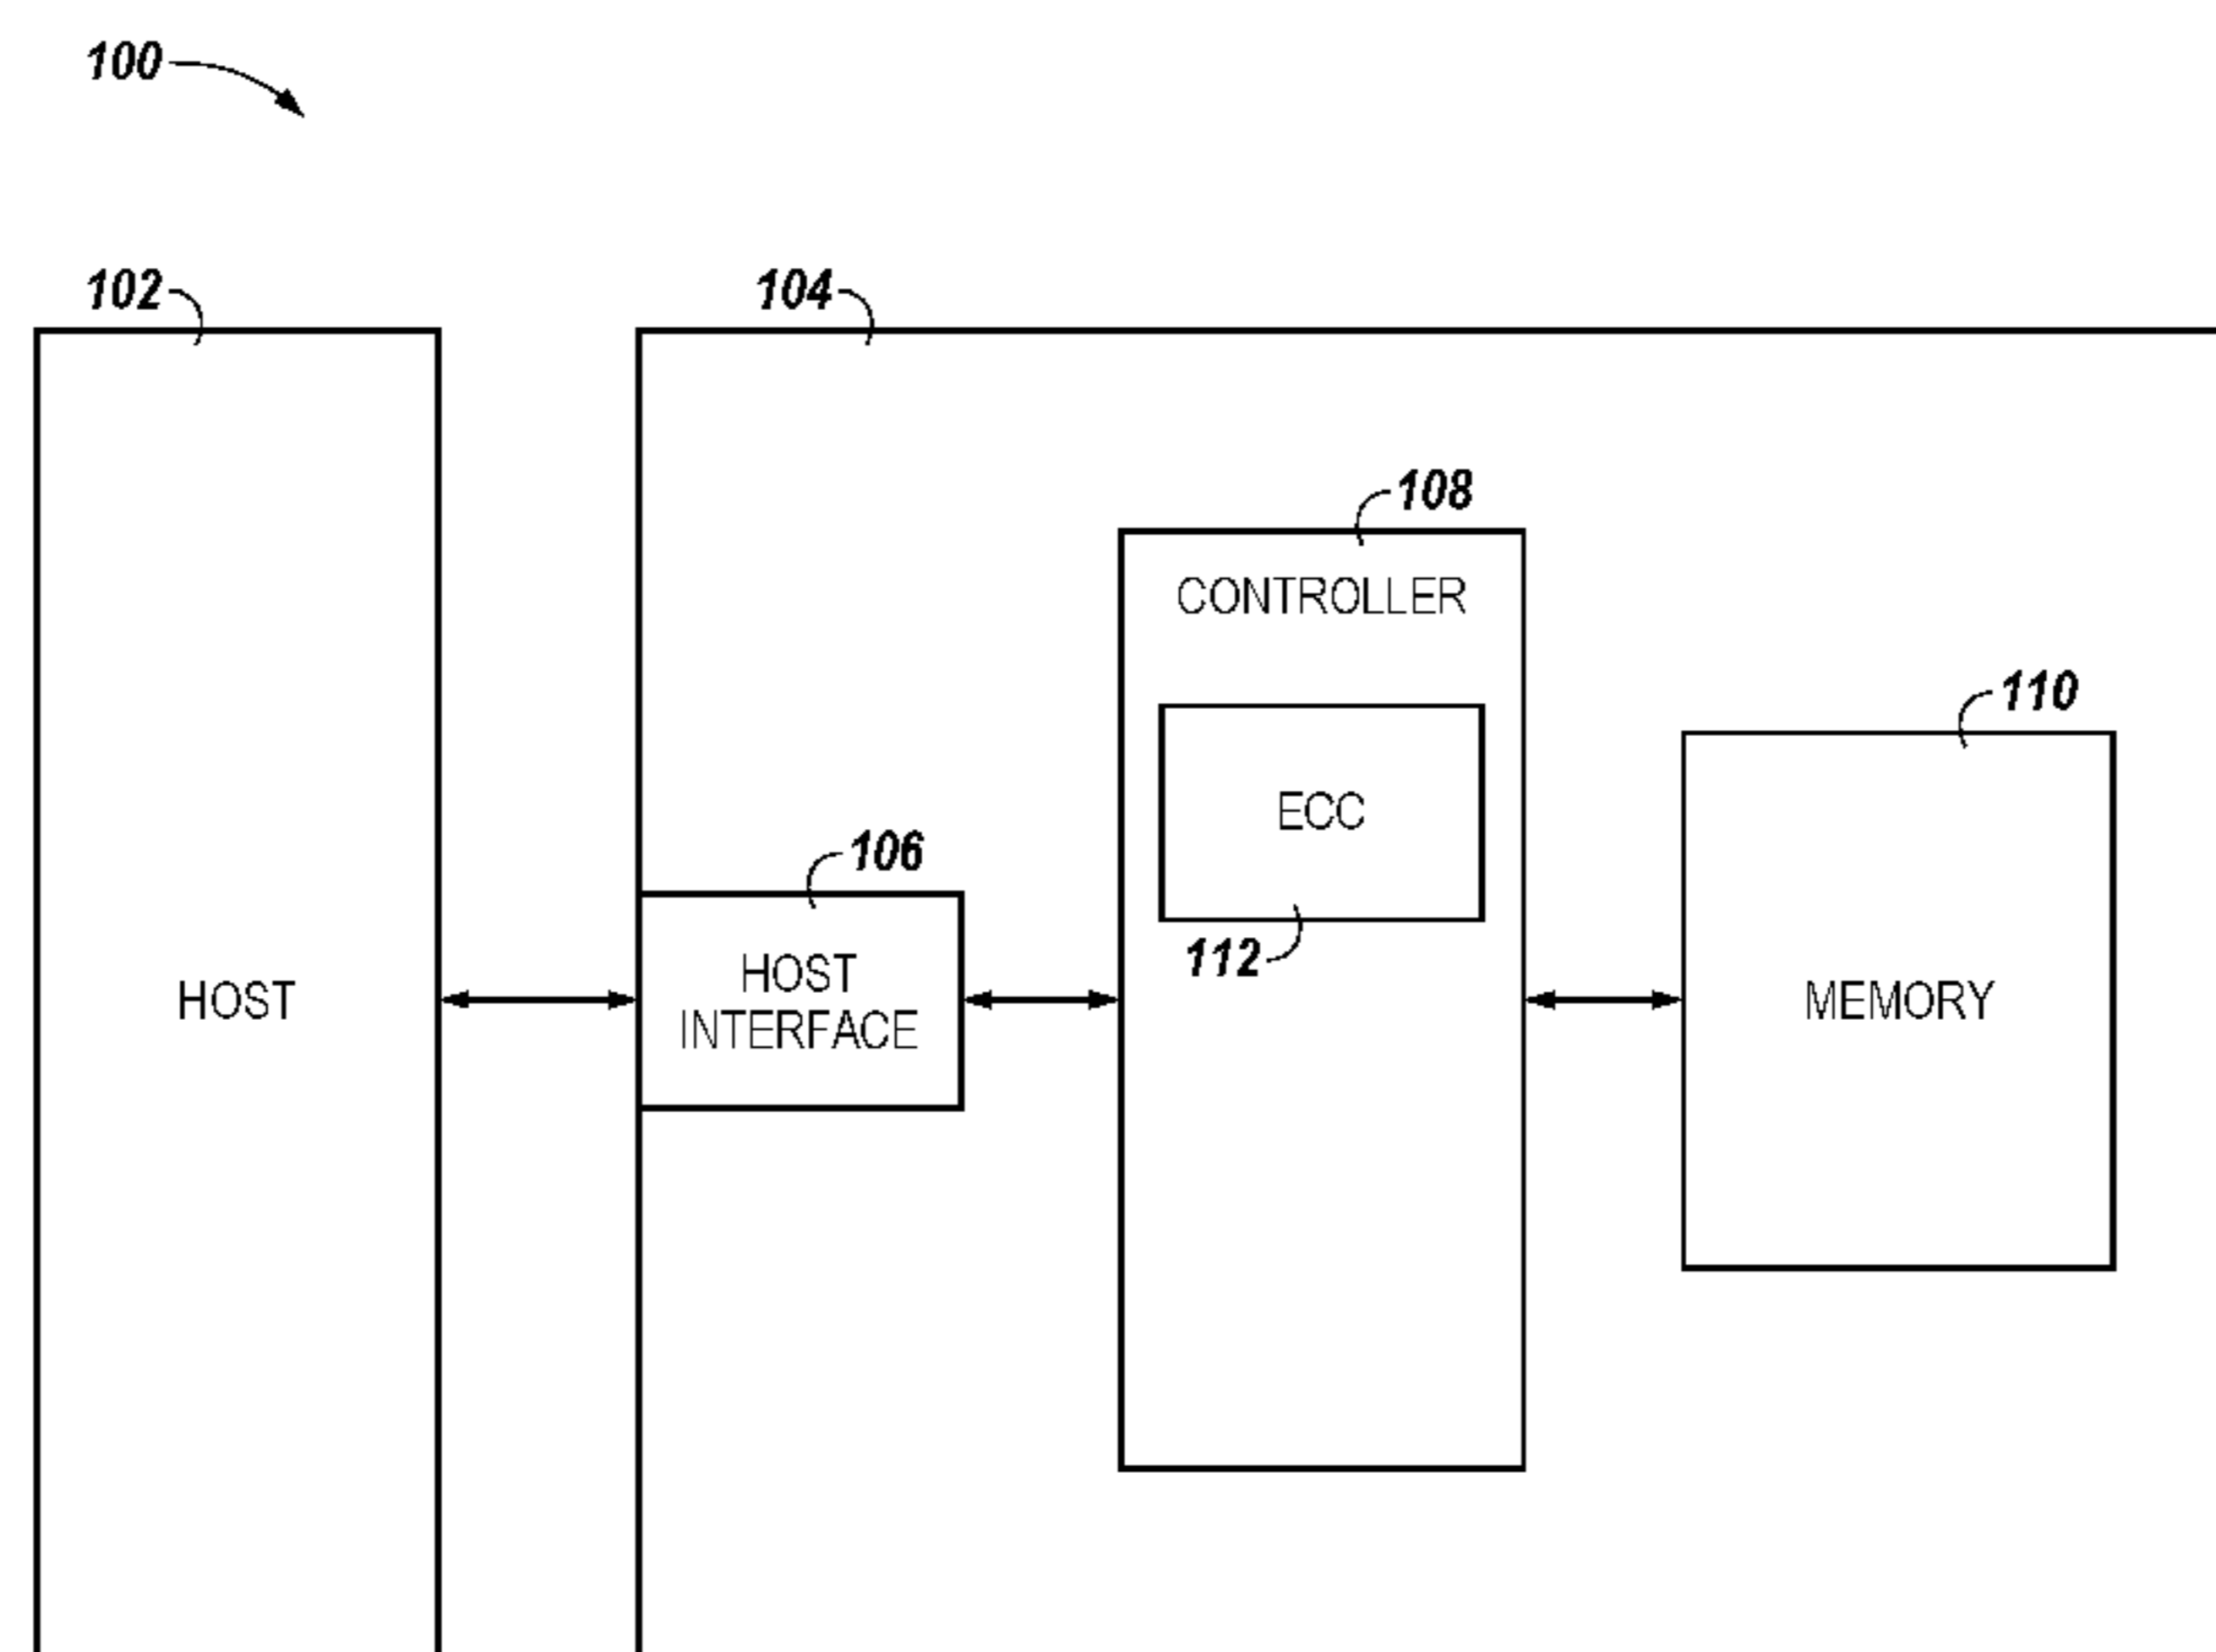 100
102
104
108
CONTROLLER
110
ECC
106
112
HOST
HOST
INTERFACE
MEMORY